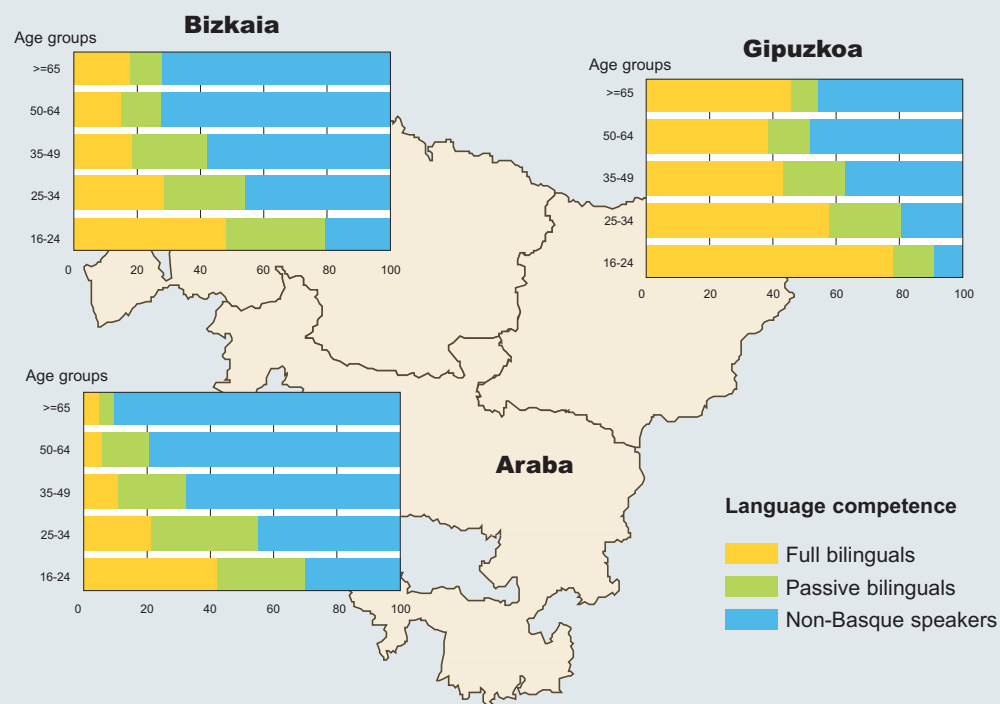 Bizkaia
Age groups
>=65
50-64
35-49
25-34
16-24
0 20 40 60 80 100
Gipuzkoa
Age groups
>=65
50-64
35-49
25-34
16-24
0 20 40 60 80 100
Age groups
>=65
50-64
35-49
25-34
16-24
0 20 40 60 80 100
Araba
Language competence
Full bilinguals
Passive bilinguals
Non-Basque speakers